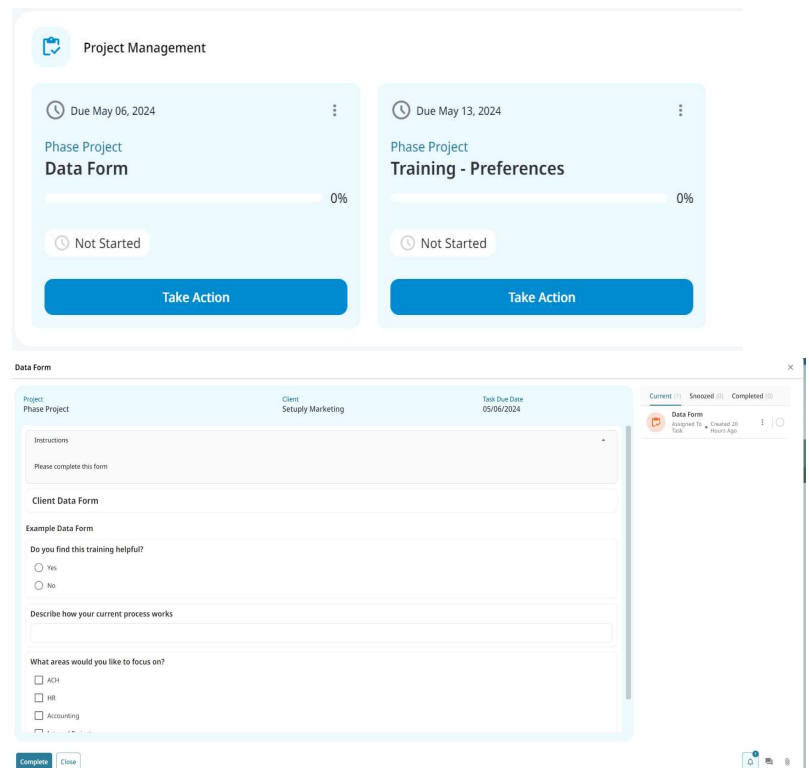 Project Management
Due May 06, 2024
Phase Project
Data Form
0%
Not Started
Take Action
Due May 13, 2024
Phase Project
Training - Preferences
0%
Not Started
Take Action
Data Form
Project
Phase Project
Client
Setuply Marketing
Task Due Date
05/06/2024
Instructions
Please complete this form
Client Data Form
Example Data Form
Do you find this training helpful?
Yes
No
Describe how your current process works
What areas would you like to focus on?
ACH
HR
Accounting
Complete Close
Current (1) Snoozed (0) Completed (0)
Data Form
Assigned To Task • Created 20 Hours Ago